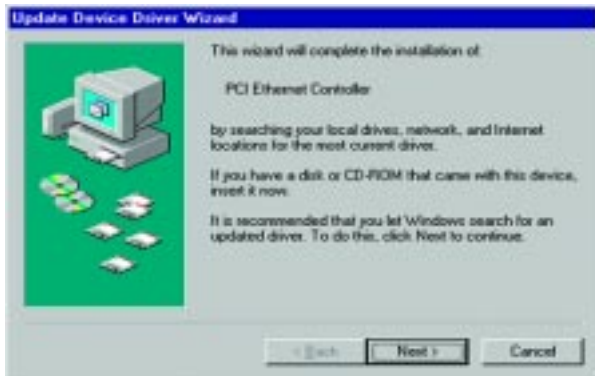 Update Device Driver Wizard
This wizard will complete the installation of:
PCI Ethernet Controller
by searching your local drives, network, and Internet
locations for the most current driver.
If you have a disk or CD-ROM that came with this device,
insert it now.
It is recommended that you let Windows search for an
updated driver. To do this, click Next to continue.
< Back
Next >
Cancel